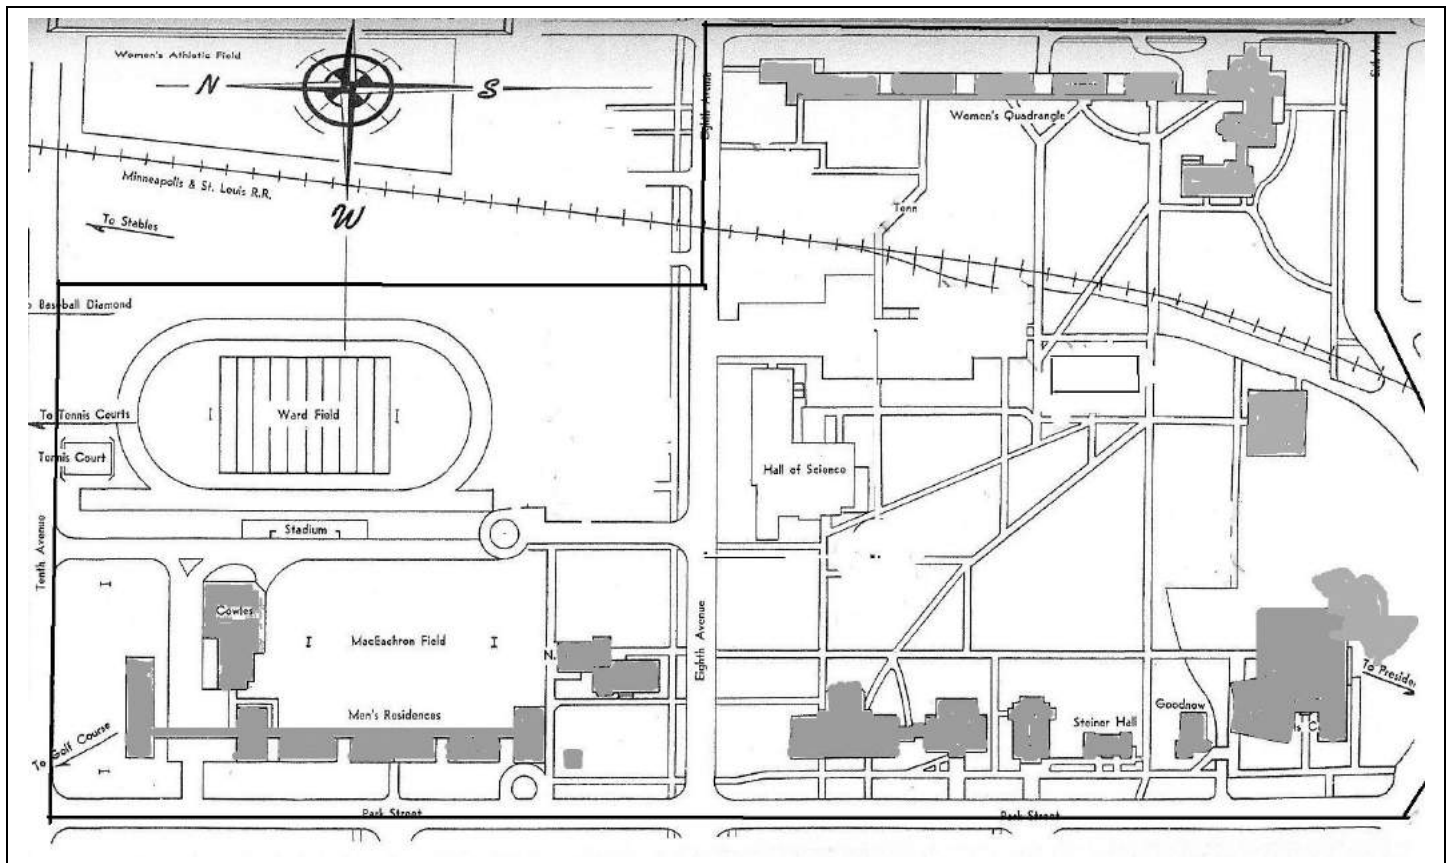 Women's Athletic Field
N
S
W
Minneapolis & St. Louis R.R.
To Stables
Eighth Avenue
Women's Quadrangle
Tenn
Baseball Diamond
Ward Field
To Tennis Courts
Tennis Court
Hall of Science
Stadium
Tenth Avenue
Cowles
MacEachron Field
N.
Eighth Avenue
Men's Residences
To Golf Course
Steiner Hall
Goodnow
To Preside
Park Street
Park Street